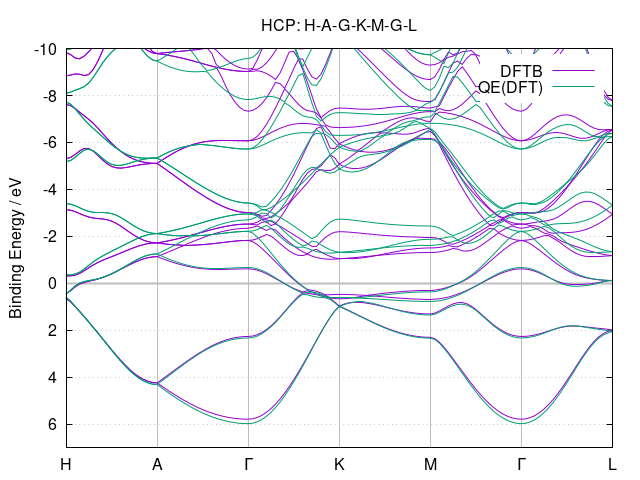 HCP: H-A-G-K-M-G-L
-10
DFTB
QE(DFT)
-8
-6
-4
-2
0
2
4
6
Binding Energy / eV
H A Γ K M Γ L